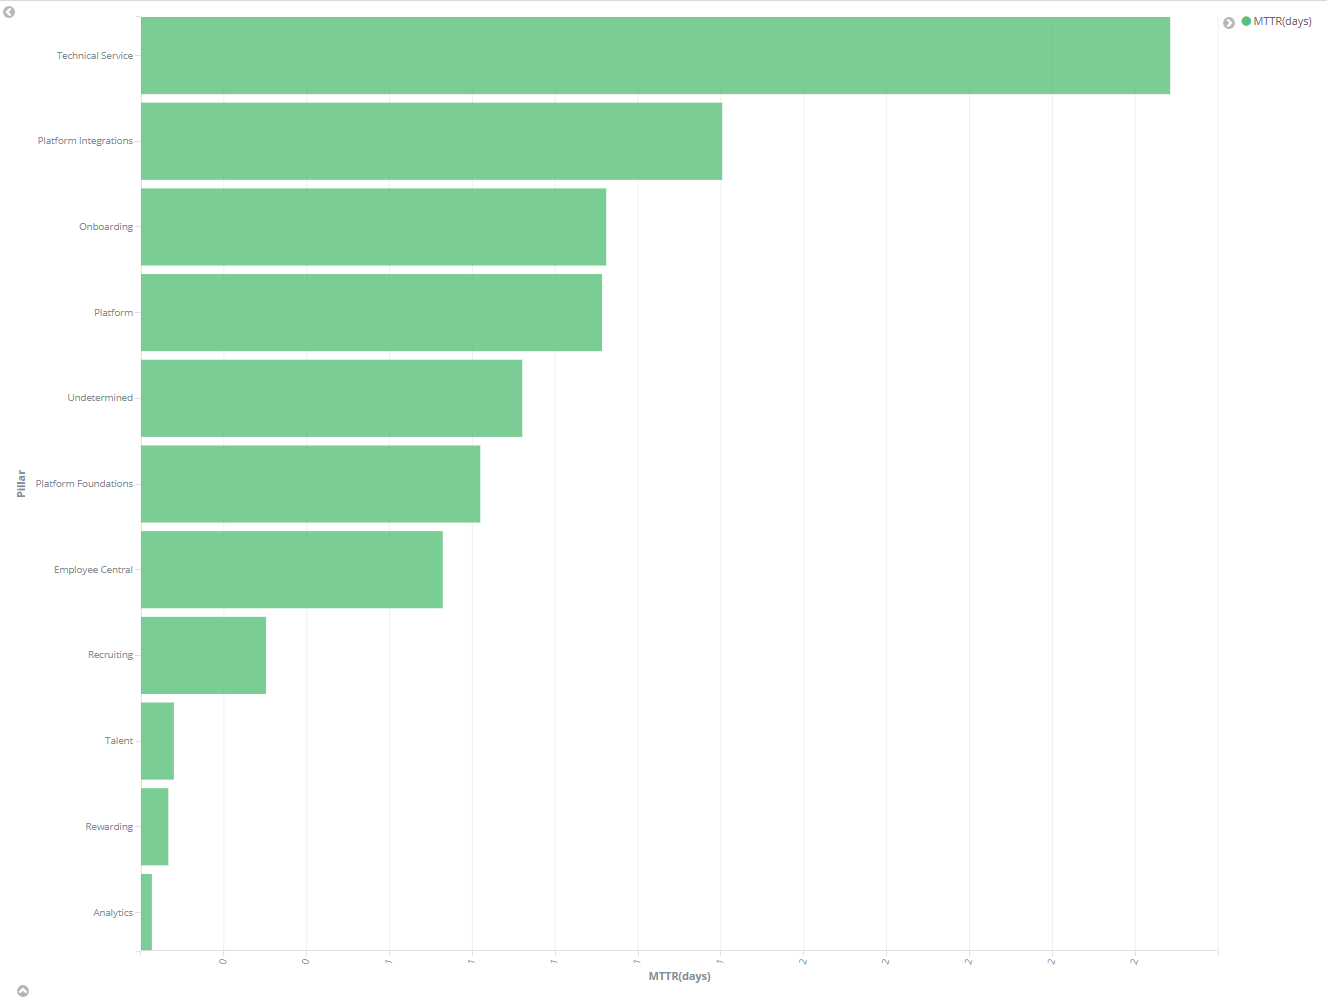 MTTR(days)
Technical Service
Platform Integrations
Onboarding
Platform
Undetermined
Platform Foundations
Pillar
Employee Central
Recruiting
Talent
Rewarding
Analytics
0 0 1 1 1 1 1 2 2 2 2 2
MTTR(days)